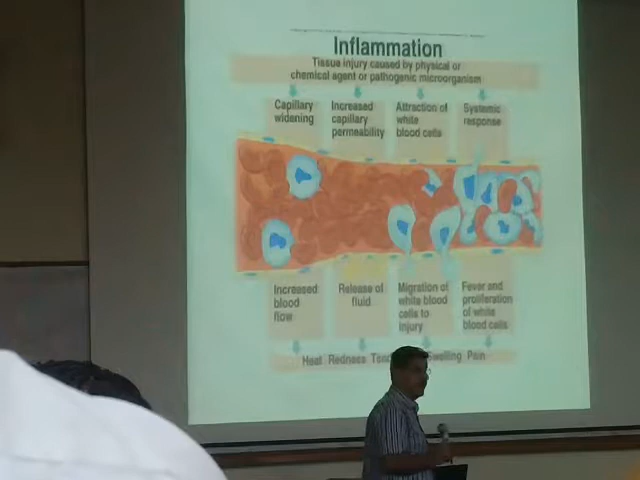 Inflammation
Tissue injury caused by physical or
chemical agent or pathogenic microorganism
Capillary
widening
Increased
capillary
permeability
Attraction of
white
blood cells
Systemic
response
Increased
blood
flow
Release of
fluid
Migration of
white blood
cells to
injury
Fever and
proliferation
of white
blood cells
Heat Redness Swelling Pain